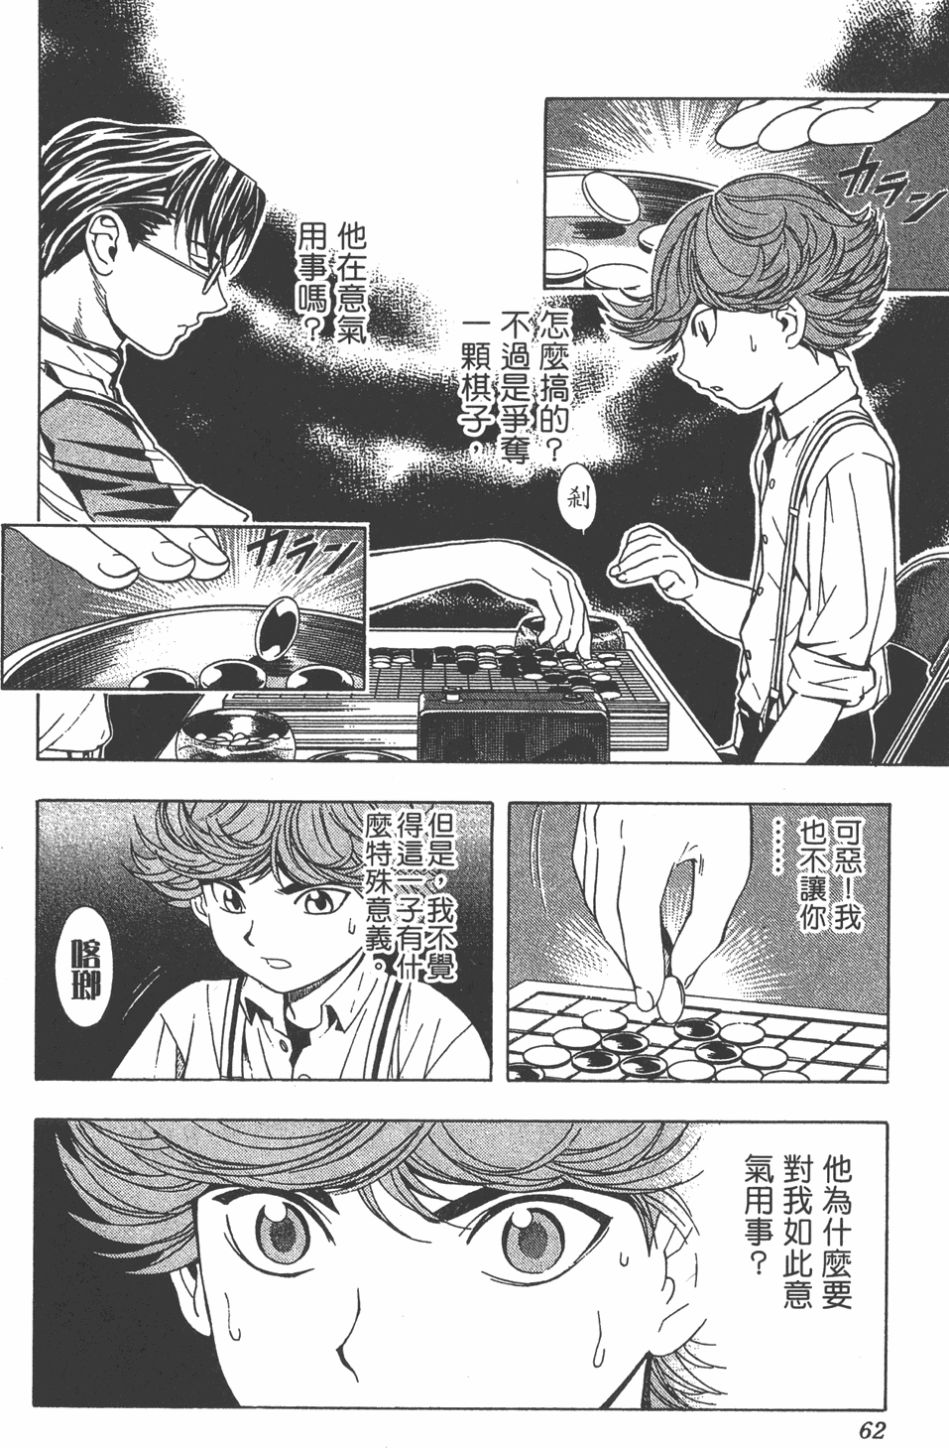 カラン
怎麼搞的？
不過是爭奪
一顆棋子，
他在意氣
用事嗎？
剎
カラン
可惡！我
也不讓你
……
但是，我不覺
得這一子有什
麼特殊意義。
喀瑯
他為什麼要
對我如此意
氣用事？
62